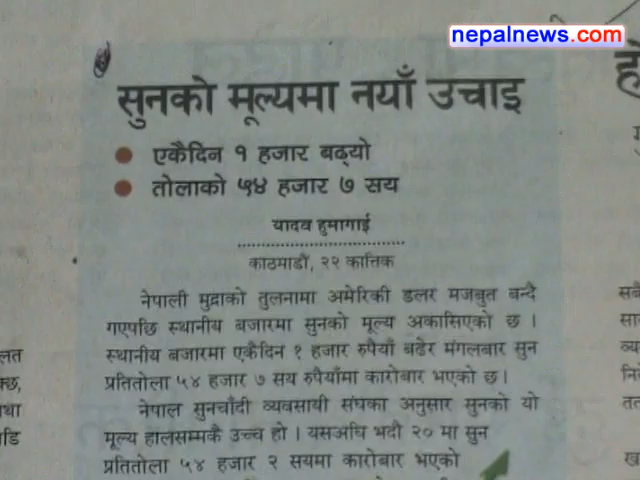 nepalnews.com
सुनको मूल्यमा नयाँ उचाइ
एकैदिन १ हजार बढ्यो
तोलाको ५४ हजार ७ सय
यादव हुमागाई
काठमाडौं, २२ कात्तिक
नेपाली मुद्राको तुलनामा अमेरिकी डलर मजबुत बन्दै
गएपछि स्थानीय बजारमा सुनको मूल्य अकासिएको छ ।
स्थानीय बजारमा एकैदिन १ हजार रुपैयाँ बढेर मंगलबार सुन
प्रतितोला ५४ हजार ७ सय रुपैयाँमा कारोबार भएको छ ।
नेपाल सुनचाँदी व्यवसायी संघका अनुसार सुनको यो
मूल्य हालसम्मकै उच्च हो । यसअघि भदौ २० मा सुन
प्रतितोला ५४ हजार २ सयमा कारोबार भएको